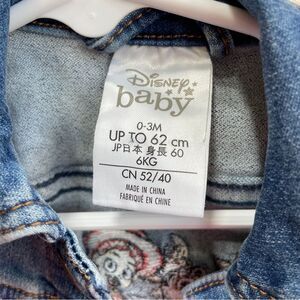 Disney
baby
0-3M
UP TO 62 cm
JP日本 身長 60
6KG
CN 52/40
MADE IN CHINA
FABRIQUÉ EN CHINE